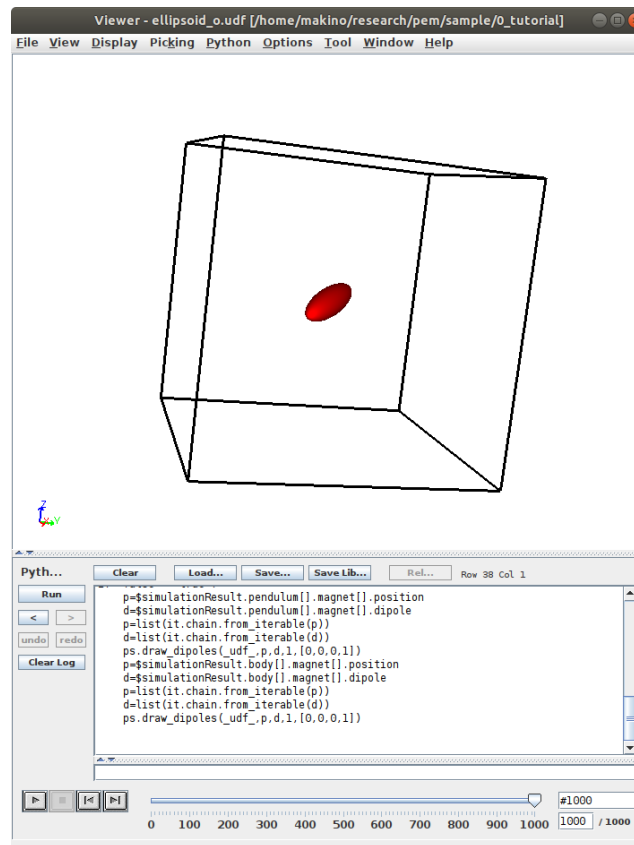 Viewer - ellipsoid_o.udf [/home/makino/research/pem/sample/0_tutorial]
File View Display Picking Python Options Tool Window Help
Z
X Y
Pyth... Clear Load... Save... Save Lib... Rel... Row 38 Col 1
Run
< >
undo redo
Clear Log
p=$simulationResult.pendulum[].magnet[].position
d=$simulationResult.pendulum[].magnet[].dipole
p=list(it.chain.from_iterable(p))
d=list(it.chain.from_iterable(d))
ps.draw_dipoles(_udf_,p,d,1,[0,0,0,1])
p=$simulationResult.body[].magnet[].position
d=$simulationResult.body[].magnet[].dipole
p=list(it.chain.from_iterable(p))
d=list(it.chain.from_iterable(d))
ps.draw_dipoles(_udf_,p,d,1,[0,0,0,1])
#1000
0 100 200 300 400 500 600 700 800 900 1000
1000 / 1000